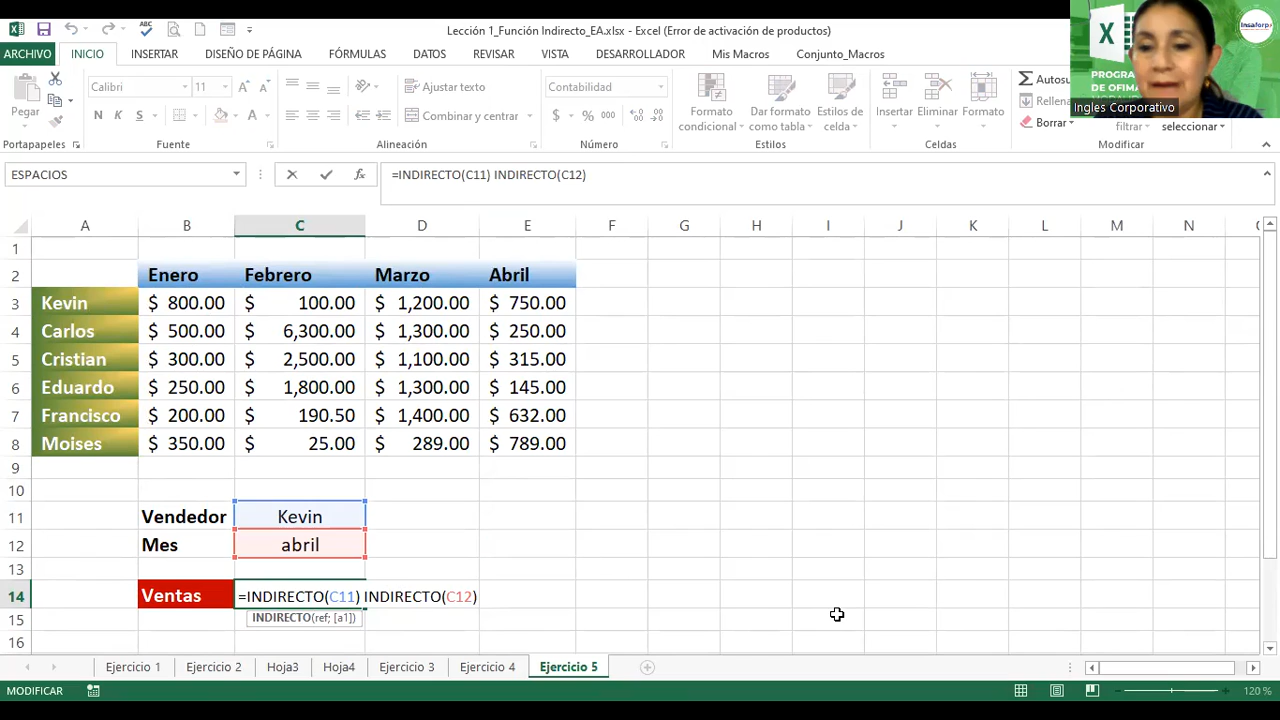 Lección 1_Función Indirecto_EA.xlsx - Excel (Error de activación de productos)
ARCHIVO INICIO INSERTAR DISEÑO DE PÁGINA FÓRMULAS DATOS REVISAR VISTA DESARROLLADOR Mis Macros Conjunto_Macros
Pegar
Calibri 11
N K S
Ajustar texto
Combinar y centrar
Contabilidad
$ % 000
Formato condicional
Dar formato como tabla
Estilos de celda
Insertar Eliminar Formato
Autosu
Rellena
Borrar
filtrar
seleccionar
Portapapeles Fuente Alineación Número Estilos Celdas Modificar
PROGRA
DE OFIMA
Insaforp
Ingles Corporativo
ESPACIOS =INDIRECTO(C11) INDIRECTO(C12)
A B C D E F G H I J K L M N
1
2 Enero Febrero Marzo Abril
3 Kevin $ 800.00 $ 100.00 $ 1,200.00 $ 750.00
4 Carlos $ 500.00 $ 6,300.00 $ 1,300.00 $ 250.00
5 Cristian $ 300.00 $ 2,500.00 $ 1,100.00 $ 315.00
6 Eduardo $ 250.00 $ 1,800.00 $ 1,300.00 $ 145.00
7 Francisco $ 200.00 $ 190.50 $ 1,400.00 $ 632.00
8 Moises $ 350.00 $ 25.00 $ 289.00 $ 789.00
9
10
11 Vendedor Kevin
12 Mes abril
13
14 Ventas =INDIRECTO(C11) INDIRECTO(C12)
15 INDIRECTO(ref; [a1])
16
Ejercicio 1 Ejercicio 2 Hoja3 Hoja4 Ejercicio 3 Ejercicio 4 Ejercicio 5
MODIFICAR 120 %